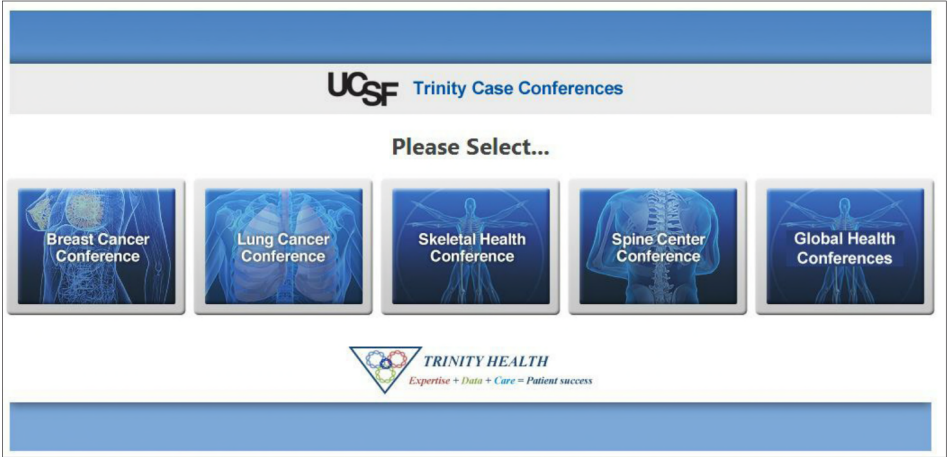 UCSF Trinity Case Conferences
Please Select...
Breast Cancer
Conference
Lung Cancer
Conference
Skeletal Health
Conference
Spine Center
Conference
Global Health
Conferences
TRINITY HEALTH
Expertise + Data + Care = Patient success